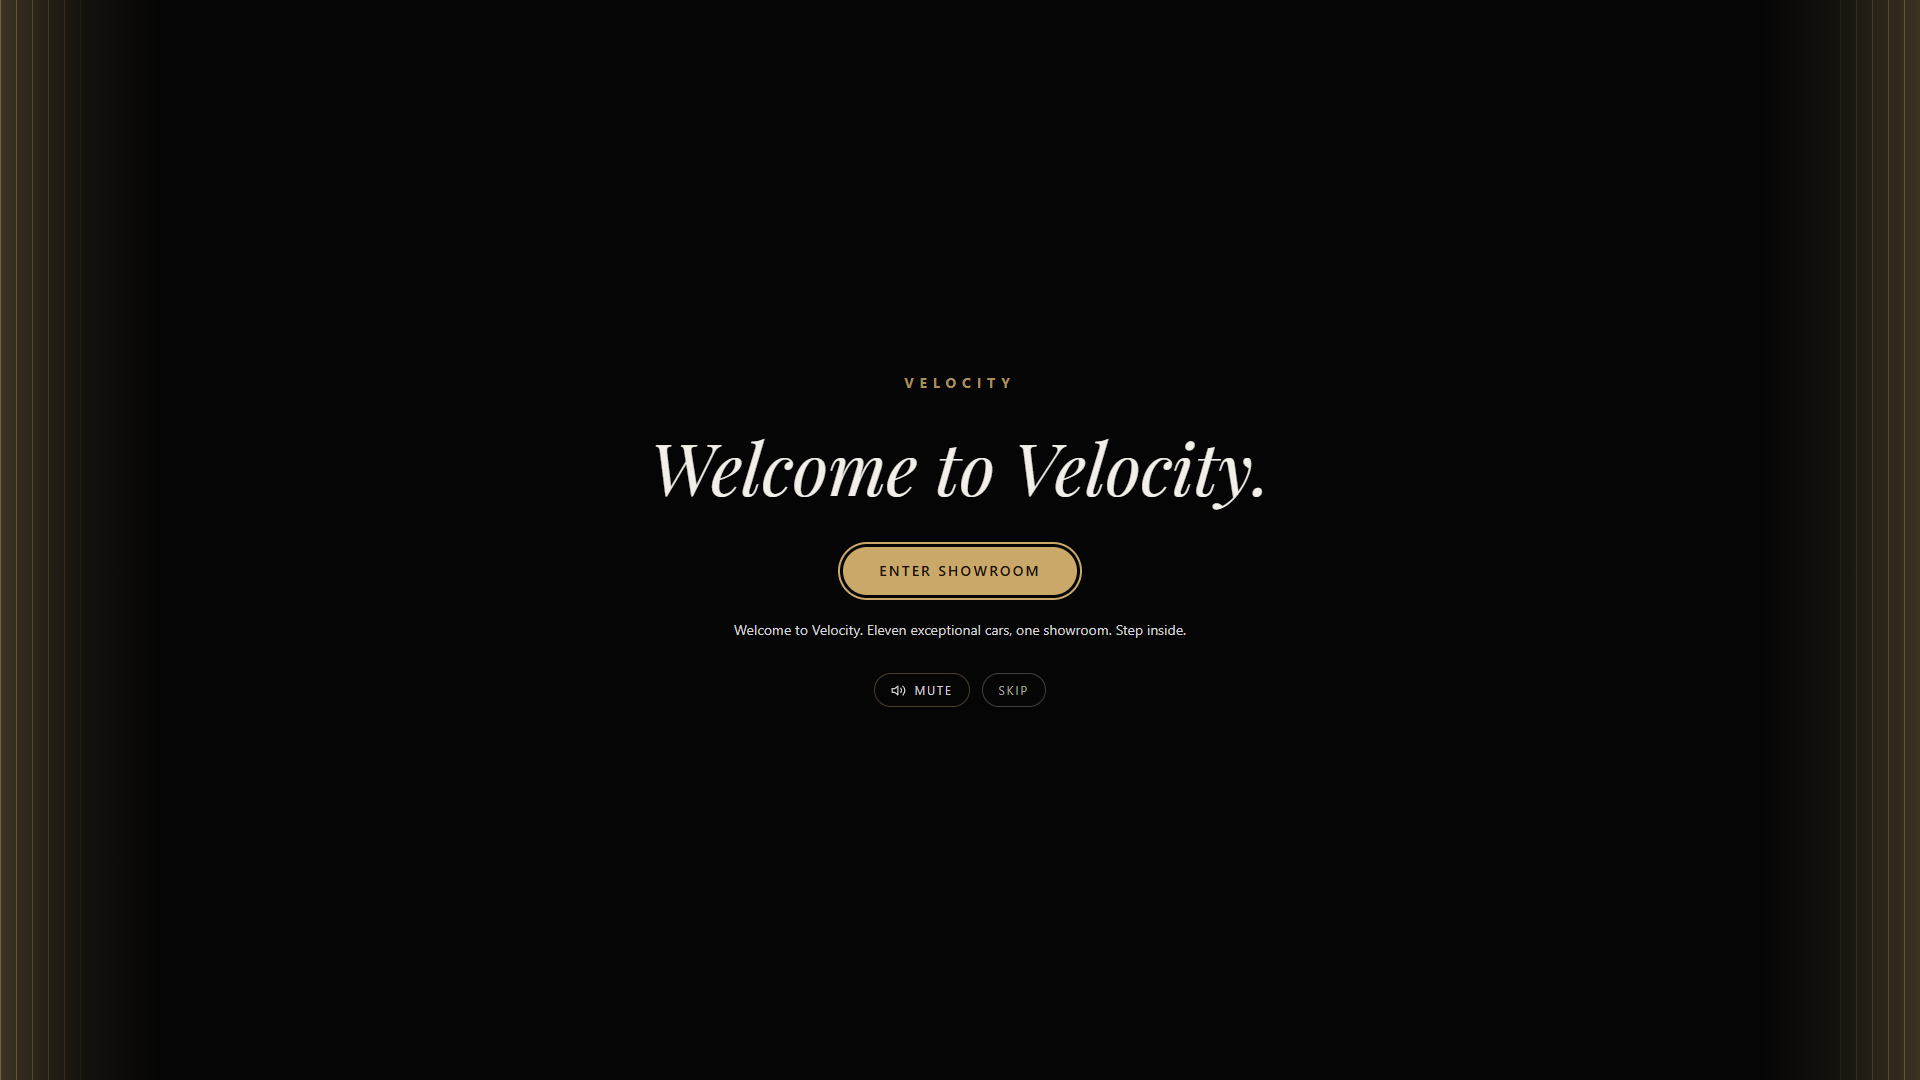 VELOCITY
Welcome to Velocity.
ENTER SHOWROOM
Welcome to Velocity. Eleven exceptional cars, one showroom. Step inside.
MUTE SKIP